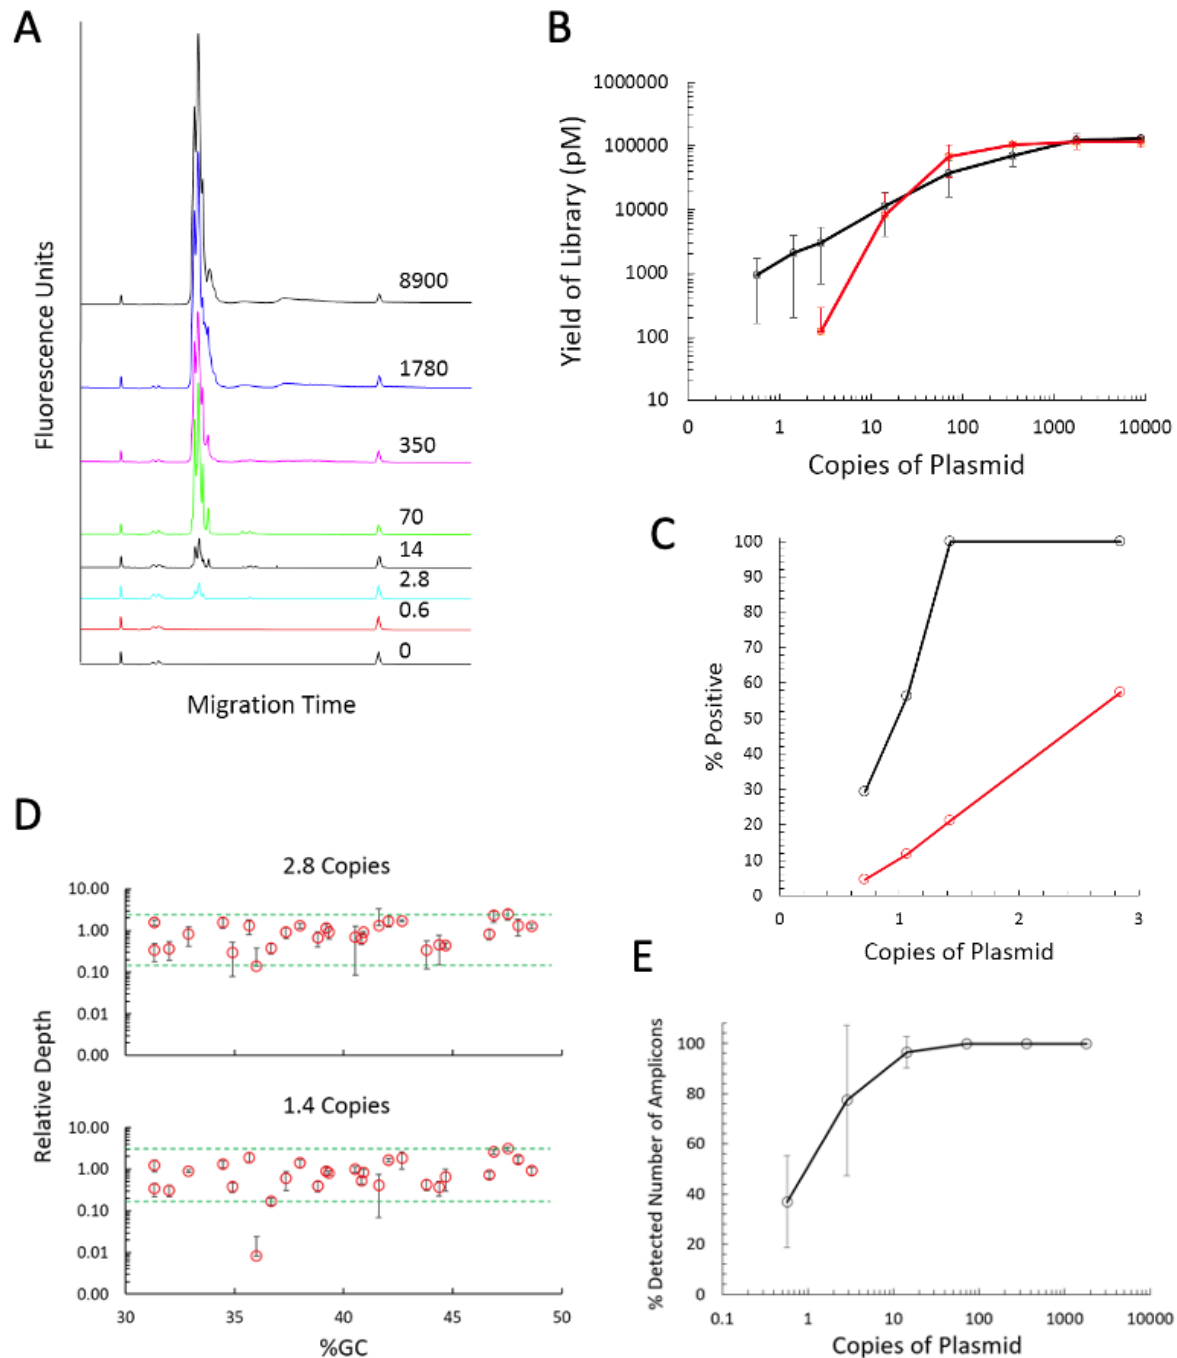 A
Fluorescence Units
8900
1780
350
70
14
2.8
0.6
0
Migration Time
B
Yield of Library (pM)
1000000
100000
10000
1000
100
10
0 1 10 100 1000 10000
Copies of Plasmid
C
% Positive
100
90
80
70
60
50
40
30
20
10
0
0 1 2 3
Copies of Plasmid
D
Relative Depth
2.8 Copies
10.00
1.00
0.10
0.01
0.00
1.4 Copies
10.00
1.00
0.10
0.01
0.00
30 35 40 45 50
%GC
E
% Detected Number of Amplicons
100
80
60
40
20
0
0.1 1 10 100 1000 10000
Copies of Plasmid